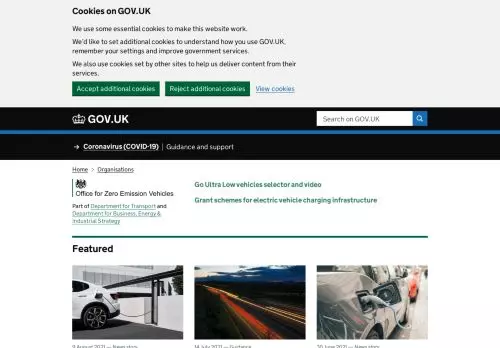 Cookies on GOV.UK
We use some essential cookies to make this website work.
We'd like to set additional cookies to understand how you use GOV.UK,
remember your settings and improve government services.
We also use cookies set by other sites to help us deliver content from their
services.
Accept additional cookies Reject additional cookies View cookies
GOV.UK Search on GOV.UK
→ Coronavirus (COVID-19) | Guidance and support
Home > Organisations
Office for Zero Emission Vehicles
Part of Department for Transport and
Department for Business, Energy &
Industrial Strategy
Go Ultra Low vehicles selector and video
Grant schemes for electric vehicle charging infrastructure
Featured
9 August 2021 — News story 14 July 2021 — Guidance 30 June 2021 — News story